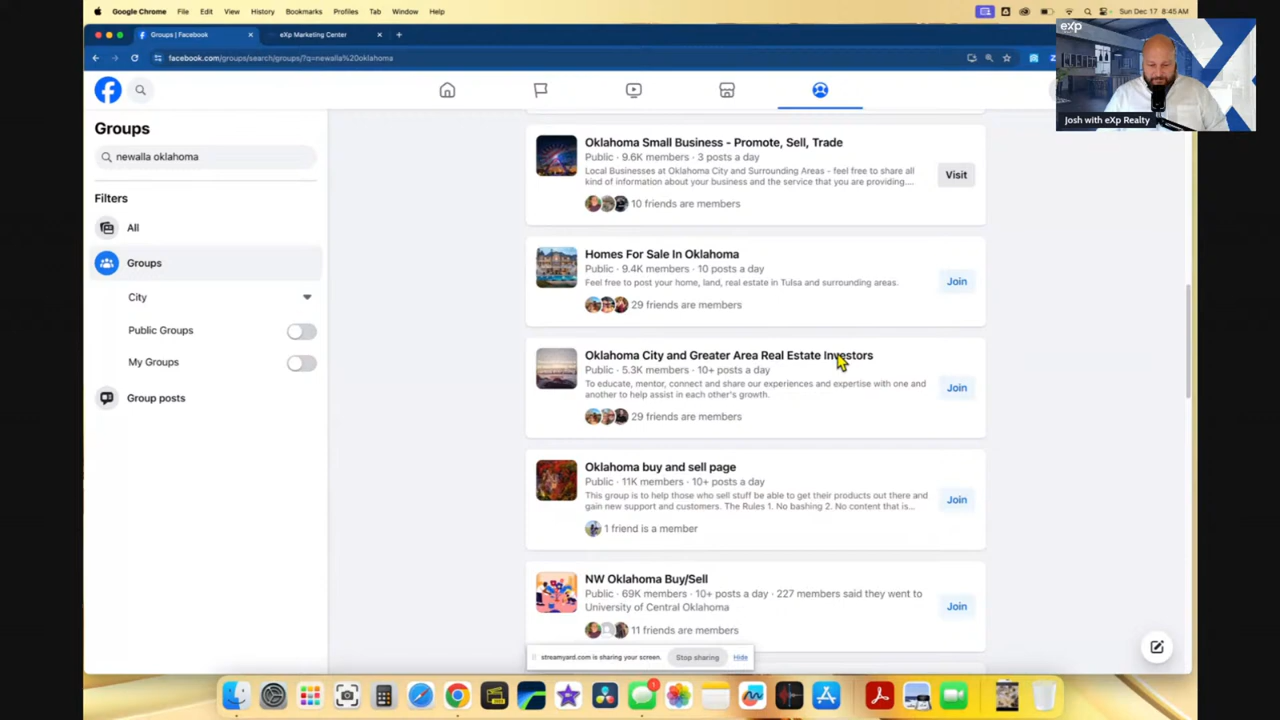 Google Chrome File Edit View History Bookmarks Profiles Tab Window Help
Sun Dec 17 8:45 AM
Groups | Facebook
eXp Marketing Center
facebook.com/groups/search/groups/?q=newalla%20oklahoma
eXp
Josh with eXp Realty
Groups
newalla oklahoma
Filters
All
Groups
City
Public Groups
My Groups
Group posts
Oklahoma Small Business - Promote, Sell, Trade
Public · 9.6K members · 3 posts a day
Local Businesses at Oklahoma City and Surrounding Areas - feel free to share all
kind of information about your business and the service that you are providing....
10 friends are members
Visit
Homes For Sale In Oklahoma
Public · 9.4K members · 10 posts a day
Feel free to post your home, land, real estate in Tulsa and surrounding areas.
29 friends are members
Join
Oklahoma City and Greater Area Real Estate Investors
Public · 5.3K members · 10+ posts a day
To educate, mentor, connect and share our experiences and expertise with one and
another to help assist in each other's growth.
29 friends are members
Join
Oklahoma buy and sell page
Public · 11K members · 10+ posts a day
This group is to help those who sell stuff be able to get their products out there and
gain new support and customers. The Rules 1. No bashing 2. No content that is...
1 friend is a member
Join
NW Oklahoma Buy/Sell
Public · 69K members · 10+ posts a day · 227 members said they went to
University of Central Oklahoma
11 friends are members
Join
streamyard.com is sharing your screen.
Stop sharing
Hide
1